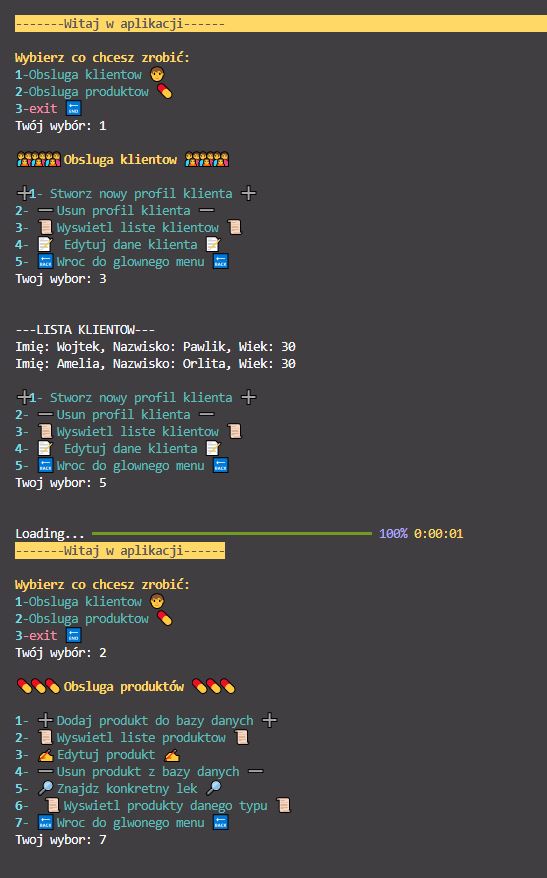 -------Witaj w aplikacji------
Wybierz co chcesz zrobić:
1-Obsluga klientow 🧑
2-Obsluga produktow 💊
3-exit 🔚
Twój wybór: 1
👪👪👪👪👪 Obsluga klientow 👪👪👪👪👪
➕1- Stworz nowy profil klienta ➕
2- ➖Usun profil klienta ➖
3- 📜Wyswietl liste klientow 📜
4- 📝 Edytuj dane klienta 📝
5- 🔙Wroc do glownego menu 🔙
Twoj wybor: 3
---LISTA KLIENTOW---
Imię: Wojtek, Nazwisko: Pawlik, Wiek: 30
Imię: Amelia, Nazwisko: Orlita, Wiek: 30
➕1- Stworz nowy profil klienta ➕
2- ➖Usun profil klienta ➖
3- 📜Wyswietl liste klientow 📜
4- 📝 Edytuj dane klienta 📝
5- 🔙Wroc do glownego menu 🔙
Twoj wybor: 5
Loading... 100% 0:00:01
-------Witaj w aplikacji------
Wybierz co chcesz zrobić:
1-Obsluga klientow 🧑
2-Obsluga produktow 💊
3-exit 🔚
Twój wybór: 2
💊💊💊Obsluga produktów 💊💊💊
1- ➕Dodaj produkt do bazy danych ➕
2- 📜Wyswietl liste produktow 📜
3- ✍Edytuj produkt ✍
4- ➖Usun produkt z bazy danych ➖
5- 🔎Znajdz konkretny lek 🔎
6- 📜Wyswietl produkty danego typu 📜
7- 🔙Wroc do glwonego menu 🔙
Twoj wybor: 7